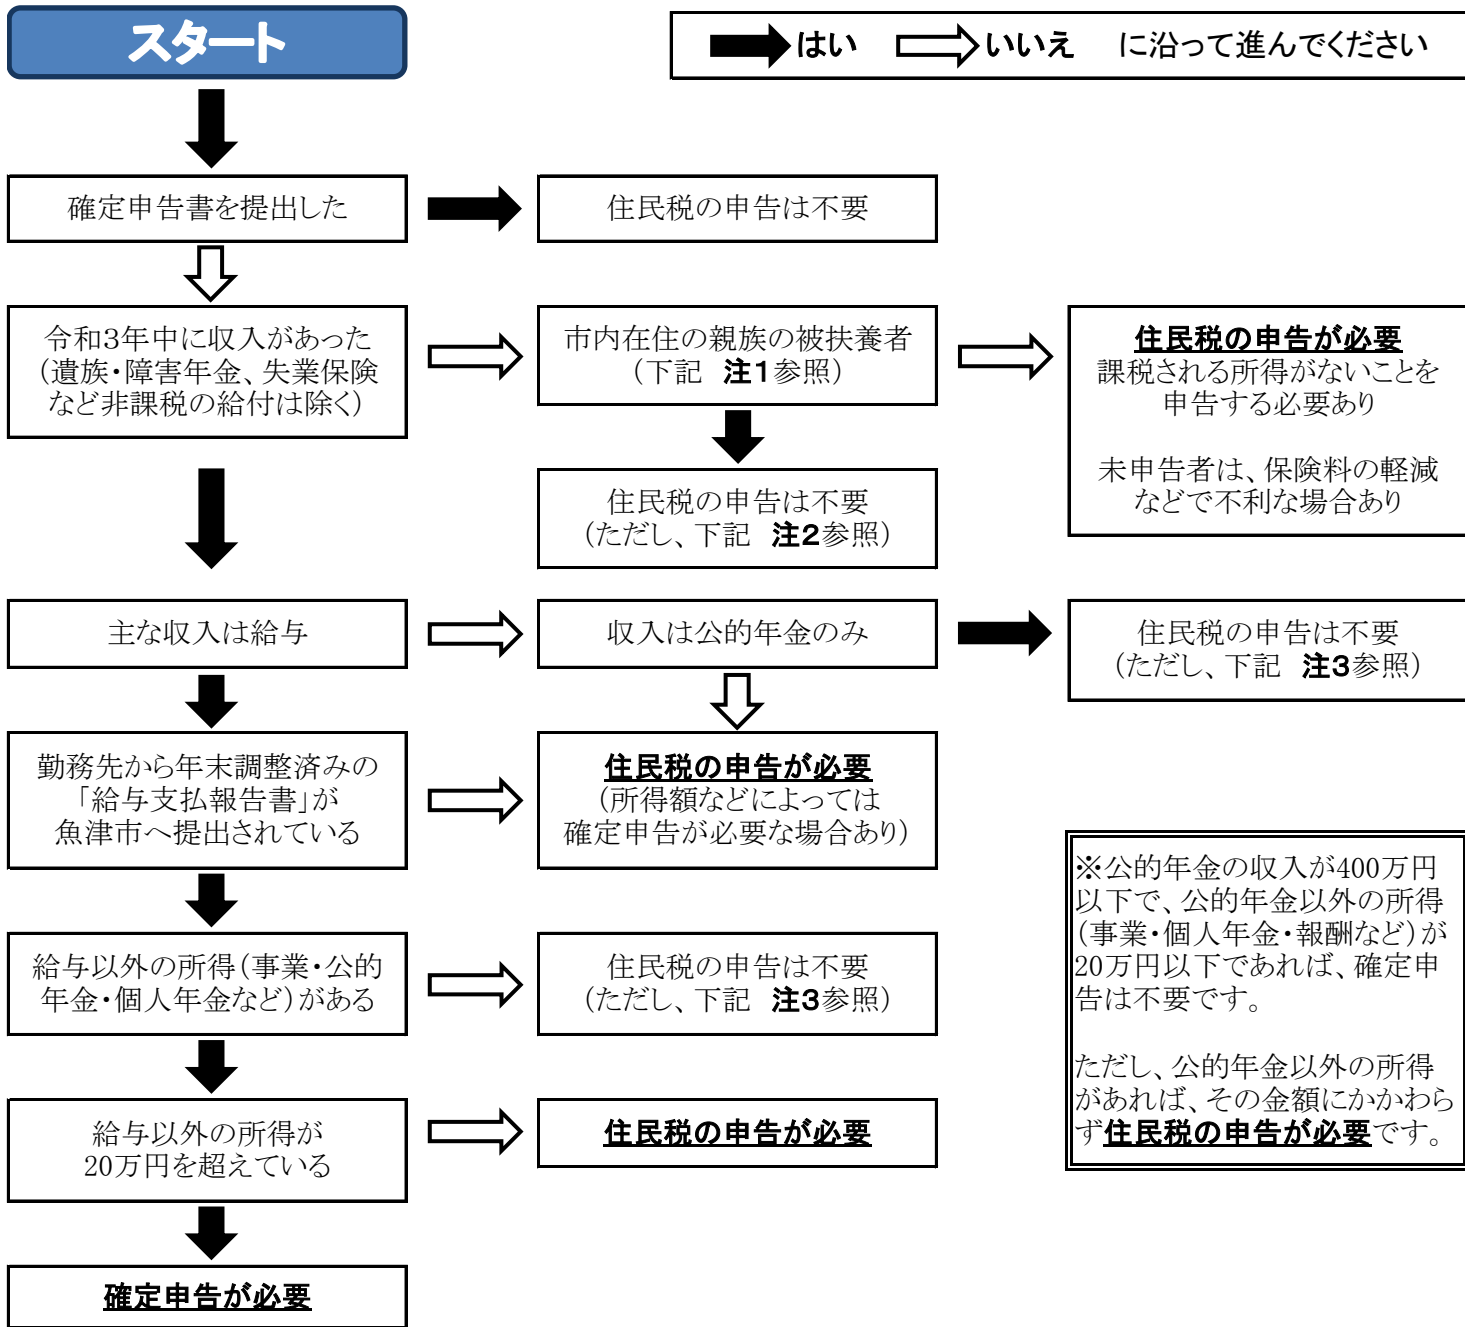 スタート
はい いいえ に沿って進んでください
確定申告書を提出した
住民税の申告は不要
令和3年中に収入があった
(遺族・障害年金、失業保険
など非課税の給付は除く)
市内在住の親族の被扶養者
(下記 注1参照)
住民税の申告が必要
課税される所得がないことを
申告する必要あり
未申告者は、保険料の軽減
などで不利な場合あり
住民税の申告は不要
(ただし、下記 注2参照)
主な収入は給与
収入は公的年金のみ
住民税の申告は不要
(ただし、下記 注3参照)
勤務先から年末調整済みの
「給与支払報告書」が
魚津市へ提出されている
住民税の申告が必要
(所得額などによっては
確定申告が必要な場合あり)
※公的年金の収入が400万円
以下で、公的年金以外の所得
(事業・個人年金・報酬など)が
20万円以下であれば、確定申
告は不要です。
ただし、公的年金以外の所得
があれば、その金額にかかわら
ず住民税の申告が必要です。
給与以外の所得(事業・公的
年金・個人年金など)がある
住民税の申告は不要
(ただし、下記 注3参照)
給与以外の所得が
20万円を超えている
住民税の申告が必要
確定申告が必要